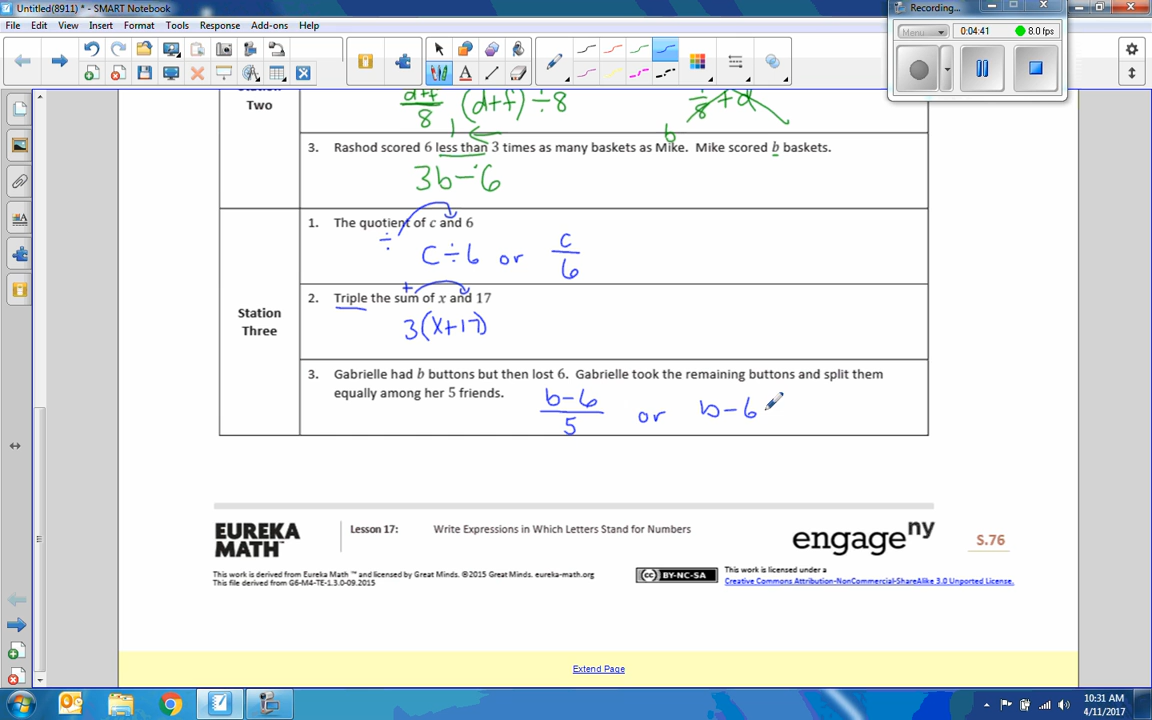 Untitled(8911) * - SMART Notebook
Recording...
File Edit View Insert Format Tools Response Add-ons Help
Menu
0:04:41
8.0 fps
d+f
8
(d+f) ÷ 8
8
+ d
Two
b
3. Rashod scored 6 less than 3 times as many baskets as Mike. Mike scored b baskets.
3b – 6
1. The quotient of c and 6
÷
c ÷ 6 or c
6
+
2. Triple the sum of x and 17
3(x+17)
Station
Three
3. Gabrielle had b buttons but then lost 6. Gabrielle took the remaining buttons and split them
equally among her 5 friends.
b – 6
5
or b – 6
EUREKA
MATH™
Lesson 17: Write Expressions in Which Letters Stand for Numbers
engage ny
S.76
This work is derived from Eureka Math ™ and licensed by Great Minds. ©2015 Great Minds. eureka-math.org
This file derived from G6-M4-TE-1.3.0-09.2015
(cc) BY-NC-SA
This work is licensed under a
Creative Commons Attribution-NonCommercial-ShareAlike 3.0 Unported License.
Extend Page
10:31 AM
4/11/2017